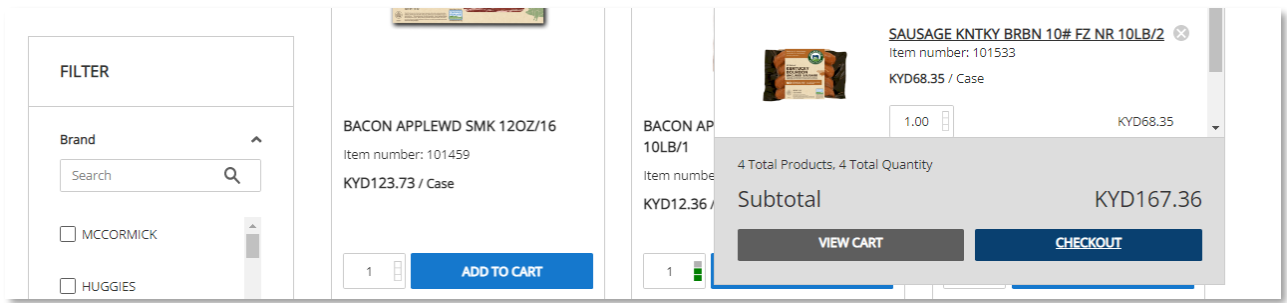 FILTER
Brand
Search
MCCORMICK
HUGGIES
BACON APPLEWD SMK 12OZ/16
Item number: 101459
KYD123.73 / Case
1
ADD TO CART
BACON AP
10LB/1
Item numbe
KYD12.36 /
1
SAUSAGE KNTKY BRBN 10# FZ NR 10LB/2
Item number: 101533
KYD68.35 / Case
1.00
KYD68.35
4 Total Products, 4 Total Quantity
Subtotal
KYD167.36
VIEW CART
CHECKOUT